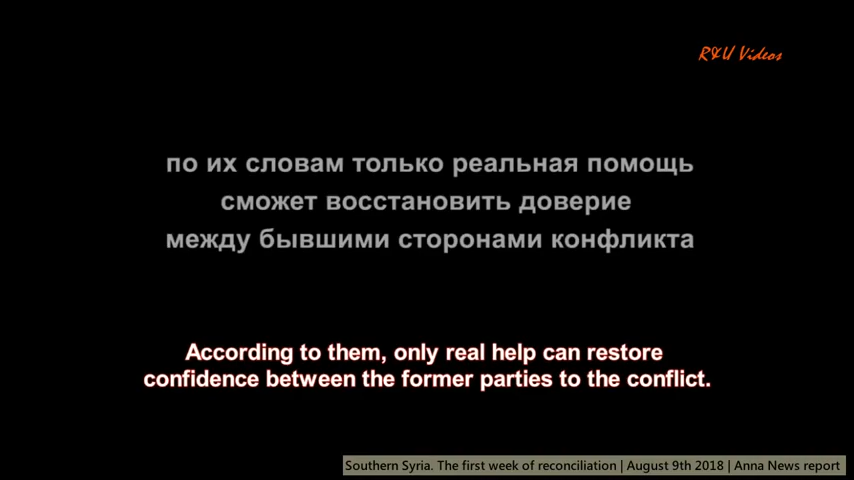 R&U Videos
по их словам только реальная помощь
сможет восстановить доверие
между бывшими сторонами конфликта
According to them, only real help can restore
confidence between the former parties to the conflict.
Southern Syria. The first week of reconciliation | August 9th 2018 | Anna News report